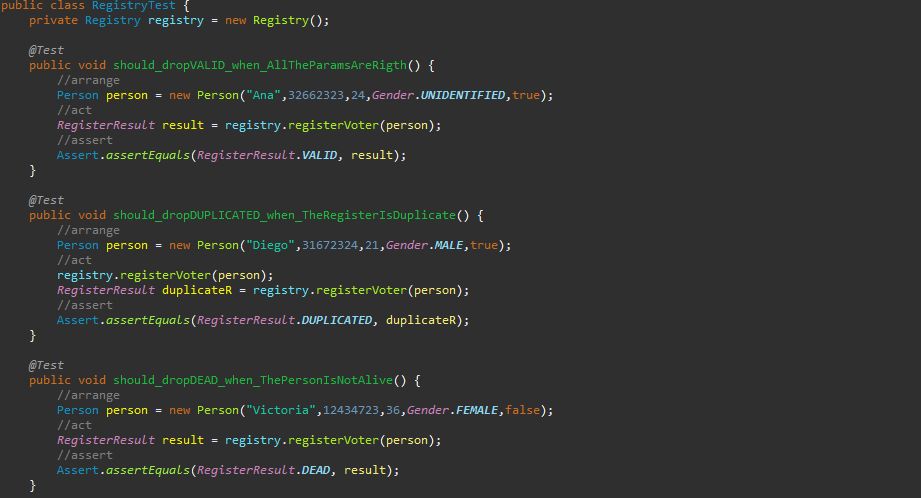 public class RegistryTest {
    private Registry registry = new Registry();
    @Test
    public void should_dropVALID_when_AllTheParamsAreRigth() {
        //arrange
        Person person = new Person("Ana",32662323,24,Gender.UNIDENTIFIED,true);
        //act
        RegisterResult result = registry.registerVoter(person);
        //assert
        Assert.assertEquals(RegisterResult.VALID, result);
    }
    @Test
    public void should_dropDUPLICATED_when_TheRegisterIsDuplicate() {
        //arrange
        Person person = new Person("Diego",31672324,21,Gender.MALE,true);
        //act
        registry.registerVoter(person);
        RegisterResult duplicateR = registry.registerVoter(person);
        //assert
        Assert.assertEquals(RegisterResult.DUPLICATED, duplicateR);
    }
    @Test
    public void should_dropDEAD_when_ThePersonIsNotAlive() {
        //arrange
        Person person = new Person("Victoria",12434723,36,Gender.FEMALE,false);
        //act
        RegisterResult result = registry.registerVoter(person);
        //assert
        Assert.assertEquals(RegisterResult.DEAD, result);
    }